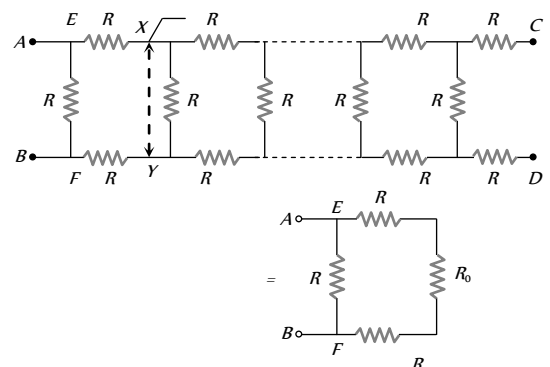 E R X R R R C
A
R R R R R
B
F R Y R R R D
R
A E
= R R₀
B
F
R